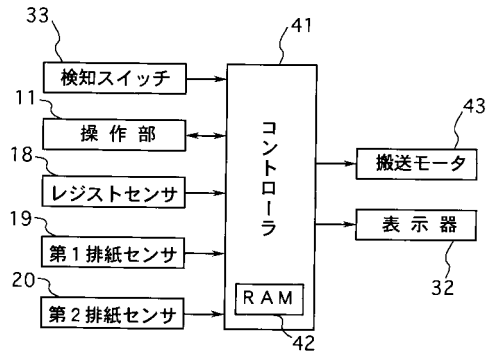 33
検知スイッチ
11
操作部
18
レジストセンサ
19
第1排紙センサ
20
第2排紙センサ
41
コントローラ
RAM
42
43
搬送モータ
表示器
32